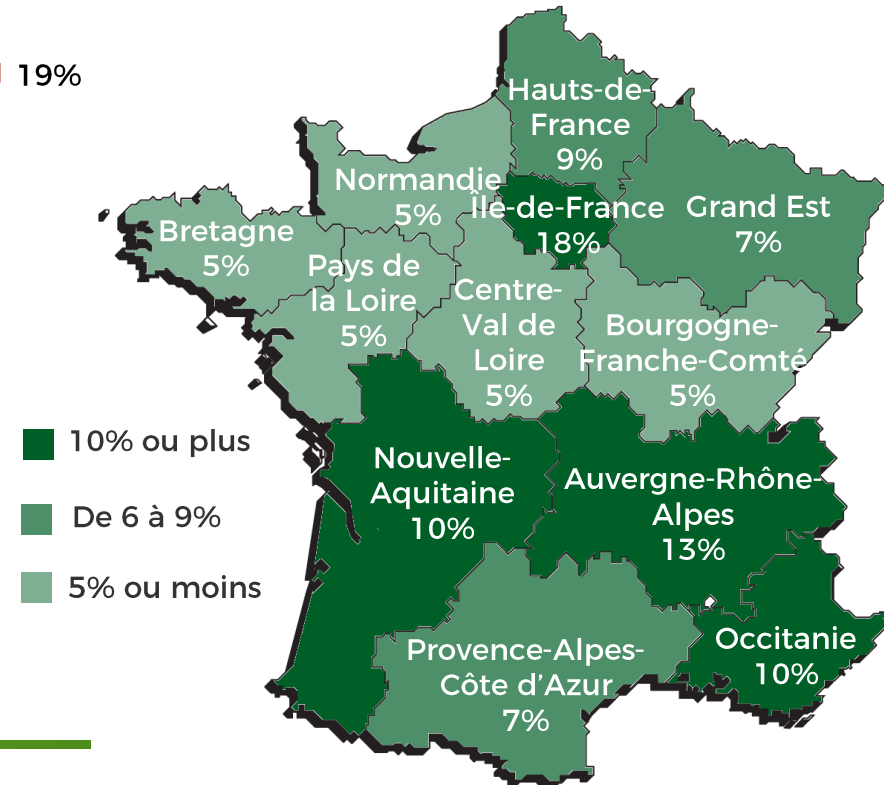 19%
Hauts-de-
France
9%
Normandie
5%
Île-de-France
18%
Grand Est
7%
Bretagne
5%
Pays de
la Loire
5%
Centre-
Val de
Loire
5%
Bourgogne-
Franche-Comté
5%
10% ou plus
De 6 à 9%
5% ou moins
Nouvelle-
Aquitaine
10%
Auvergne-Rhône-
Alpes
13%
Provence-Alpes-
Côte d’Azur
7%
Occitanie
10%